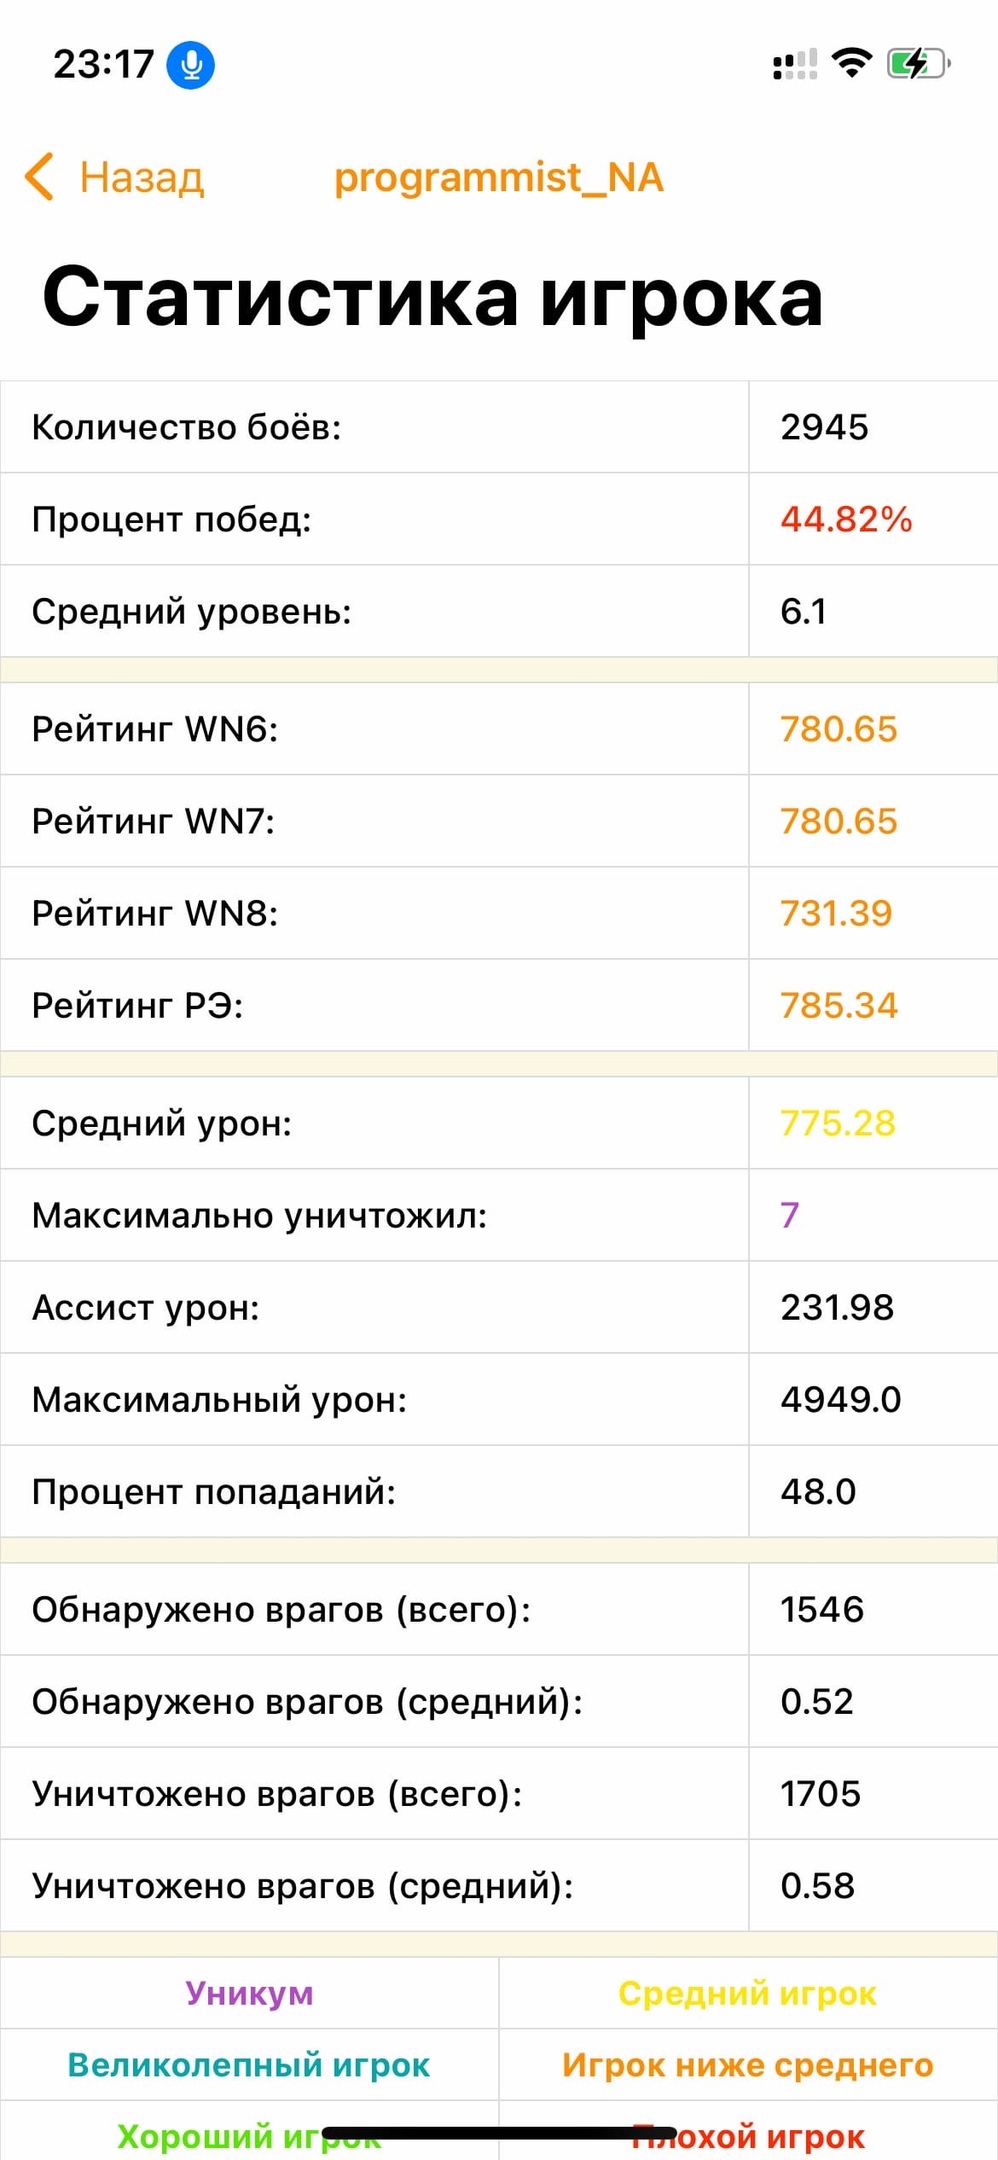 23:17
Назад programmist_NA
Статистика игрока
Количество боёв: 2945
Процент побед: 44.82%
Средний уровень: 6.1
Рейтинг WN6: 780.65
Рейтинг WN7: 780.65
Рейтинг WN8: 731.39
Рейтинг РЭ: 785.34
Средний урон: 775.28
Максимально уничтожил: 7
Ассист урон: 231.98
Максимальный урон: 4949.0
Процент попаданий: 48.0
Обнаружено врагов (всего): 1546
Обнаружено врагов (средний): 0.52
Уничтожено врагов (всего): 1705
Уничтожено врагов (средний): 0.58
Уникум Средний игрок
Великолепный игрок Игрок ниже среднего
Хороший игрок Плохой игрок